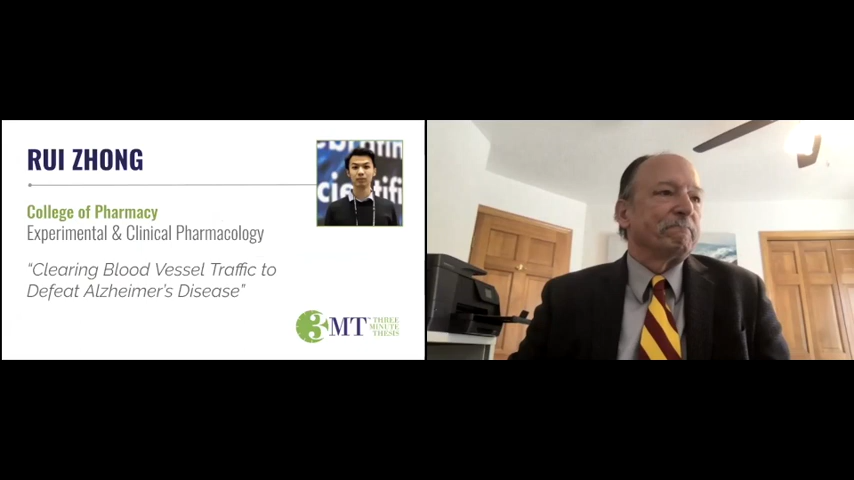 RUI ZHONG
College of Pharmacy
Experimental & Clinical Pharmacology
“Clearing Blood Vessel Traffic to
Defeat Alzheimer’s Disease”
3MT™ THREE
MINUTE
THESIS